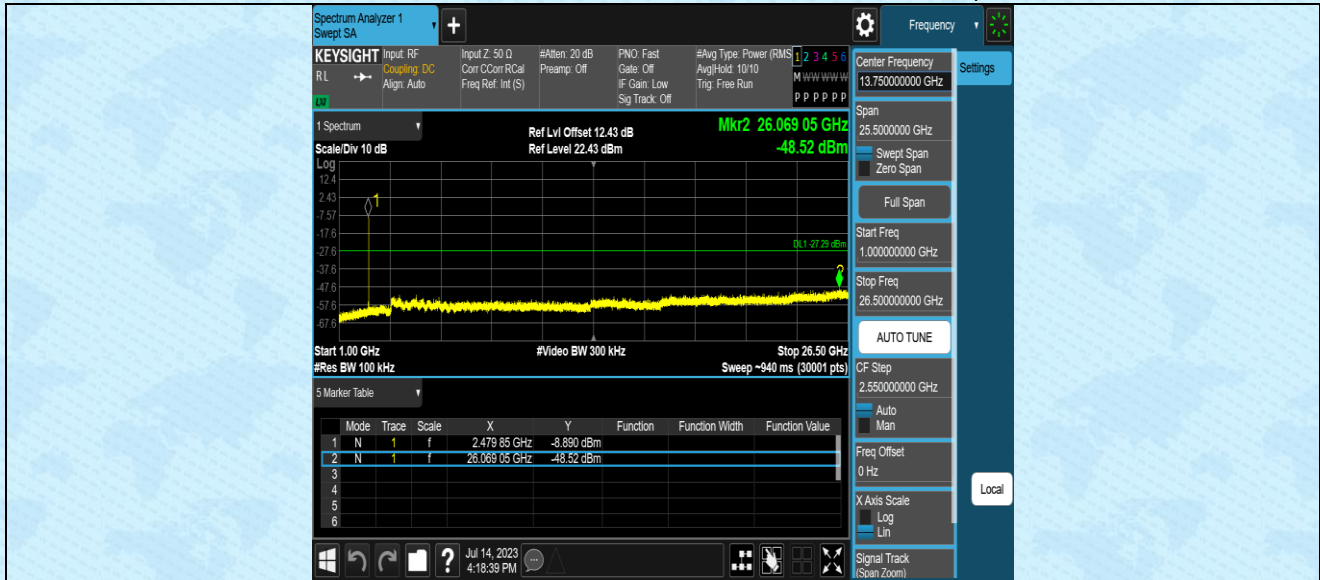 Spectrum Analyzer 1
Swept SA
+
Frequency
KEYSIGHT
RL
LXI
Input: RF
Coupling: DC
Align: Auto
Input Z: 50 Ω
Corr CCorr RCal
Freq Ref: Int (S)
#Atten: 20 dB
Preamp: Off
PNO: Fast
Gate: Off
IF Gain: Low
Sig Track: Off
#Avg Type: Power (RMS
Avg|Hold: 10/10
Trig: Free Run
1 2 3 4 5 6
M W W W W W
P P P P P P
1 Spectrum
Scale/Div 10 dB
Ref Lvl Offset 12.43 dB
Ref Level 22.43 dBm
Mkr2 26.069 05 GHz
-48.52 dBm
Log
12.4
2.43
-7.57
-17.6
-27.6
-37.6
-47.6
-57.6
-67.6
1
DL1 -27.29 dBm
Start 1.00 GHz
#Res BW 100 kHz
#Video BW 300 kHz
Stop 26.50 GHz
Sweep ~940 ms (30001 pts)
5 Marker Table
Mode Trace Scale X Y Function Function Width Function Value
1 N 1 f 2.479 85 GHz -8.890 dBm
2 N 1 f 26.069 05 GHz -48.52 dBm
3
4
5
6
Jul 14, 2023
4:18:39 PM
?
Center Frequency
13.750000000 GHz
Settings
Span
25.5000000 GHz
Swept Span
Zero Span
Full Span
Start Freq
1.000000000 GHz
Stop Freq
26.500000000 GHz
AUTO TUNE
CF Step
2.550000000 GHz
Auto
Man
Freq Offset
0 Hz
X Axis Scale
Log
Lin
Local
Signal Track
(Span Zoom)